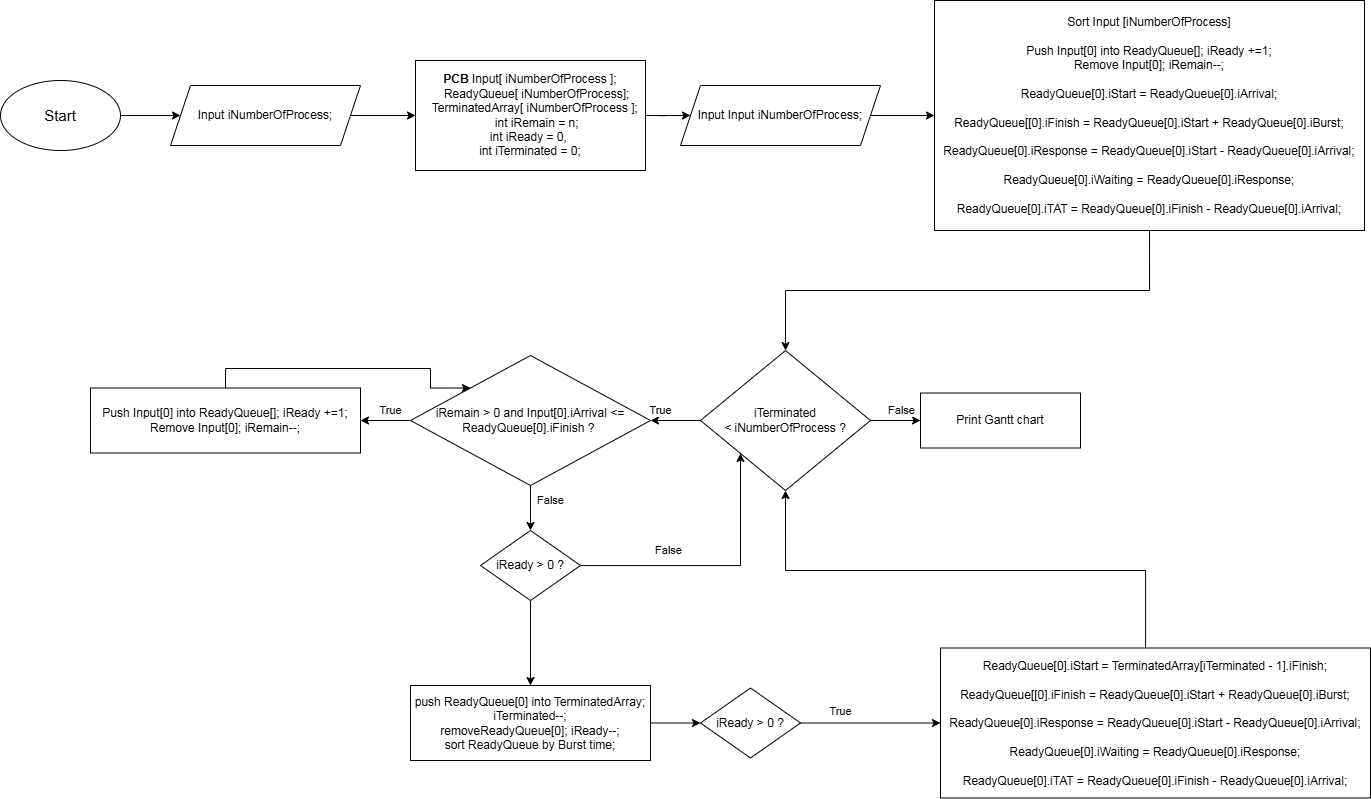 Start
Input iNumberOfProcess;
PCB Input[ iNumberOfProcess ];
ReadyQueue[ iNumberOfProcess];
TerminatedArray[ iNumberOfProcess ];
int iRemain = n;
int iReady = 0,
int iTerminated = 0;
Input Input iNumberOfProcess;
Sort Input [iNumberOfProcess]
Push Input[0] into ReadyQueue[]; iReady +=1;
Remove Input[0]; iRemain--;
ReadyQueue[0].iStart = ReadyQueue[0].iArrival;
ReadyQueue[[0].iFinish = ReadyQueue[0].iStart + ReadyQueue[0].iBurst;
ReadyQueue[0].iResponse = ReadyQueue[0].iStart - ReadyQueue[0].iArrival;
ReadyQueue[0].iWaiting = ReadyQueue[0].iResponse;
ReadyQueue[0].iTAT = ReadyQueue[0].iFinish - ReadyQueue[0].iArrival;
iTerminated
< iNumberOfProcess ?
False
Print Gantt chart
True
iRemain > 0 and Input[0].iArrival <=
ReadyQueue[0].iFinish ?
True
Push Input[0] into ReadyQueue[]; iReady +=1;
Remove Input[0]; iRemain--;
False
iReady > 0 ?
False
push ReadyQueue[0] into TerminatedArray;
iTerminated--;
removeReadyQueue[0]; iReady--;
sort ReadyQueue by Burst time;
iReady > 0 ?
True
ReadyQueue[0].iStart = TerminatedArray[iTerminated - 1].iFinish;
ReadyQueue[[0].iFinish = ReadyQueue[0].iStart + ReadyQueue[0].iBurst;
ReadyQueue[0].iResponse = ReadyQueue[0].iStart - ReadyQueue[0].iArrival;
ReadyQueue[0].iWaiting = ReadyQueue[0].iResponse;
ReadyQueue[0].iTAT = ReadyQueue[0].iFinish - ReadyQueue[0].iArrival;